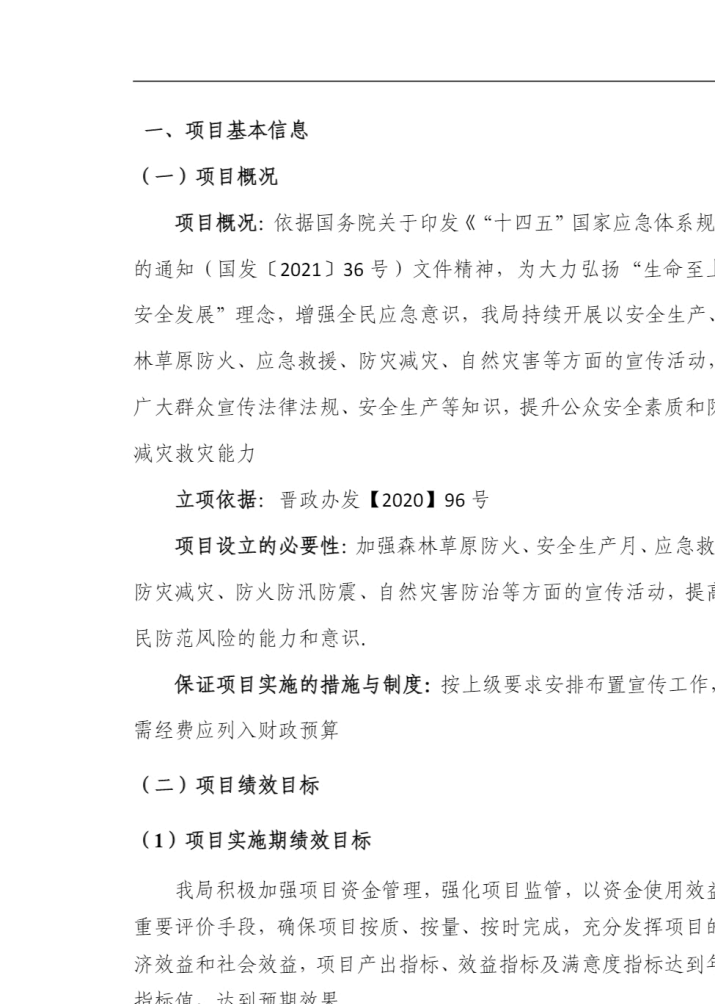 一、项目基本信息
（一）项目概况
项目概况：依据国务院关于印发《“十四五”国家应急体系规
的通知（国发〔2021〕36 号）文件精神，为大力弘扬“生命至上
安全发展”理念，增强全民应急意识，我局持续开展以安全生产、
林草原防火、应急救援、防灾减灾、自然灾害等方面的宣传活动，
广大群众宣传法律法规、安全生产等知识，提升公众安全素质和防
减灾救灾能力
立项依据：晋政办发【2020】96 号
项目设立的必要性：加强森林草原防火、安全生产月、应急救
防灾减灾、防火防汛防震、自然灾害防治等方面的宣传活动，提高
民防范风险的能力和意识.
保证项目实施的措施与制度：按上级要求安排布置宣传工作，
需经费应列入财政预算
（二）项目绩效目标
（1）项目实施期绩效目标
我局积极加强项目资金管理，强化项目监管，以资金使用效益
重要评价手段，确保项目按质、按量、按时完成，充分发挥项目的
济效益和社会效益，项目产出指标、效益指标及满意度指标达到年
指标值，达到预期效果